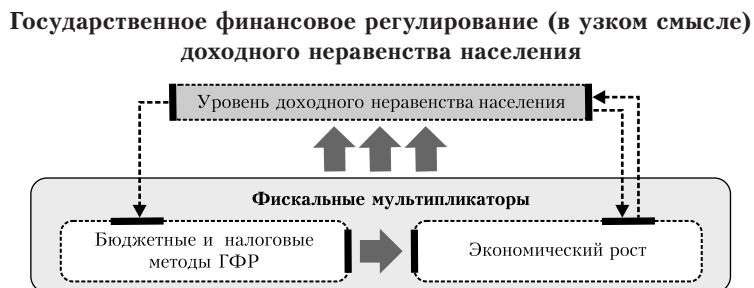 Государственное финансовое регулирование (в узком смысле)
доходного неравенства населения
Уровень доходного неравенства населения
Фискальные мультипликаторы
Бюджетные и налоговые
методы ГФР
Экономический рост